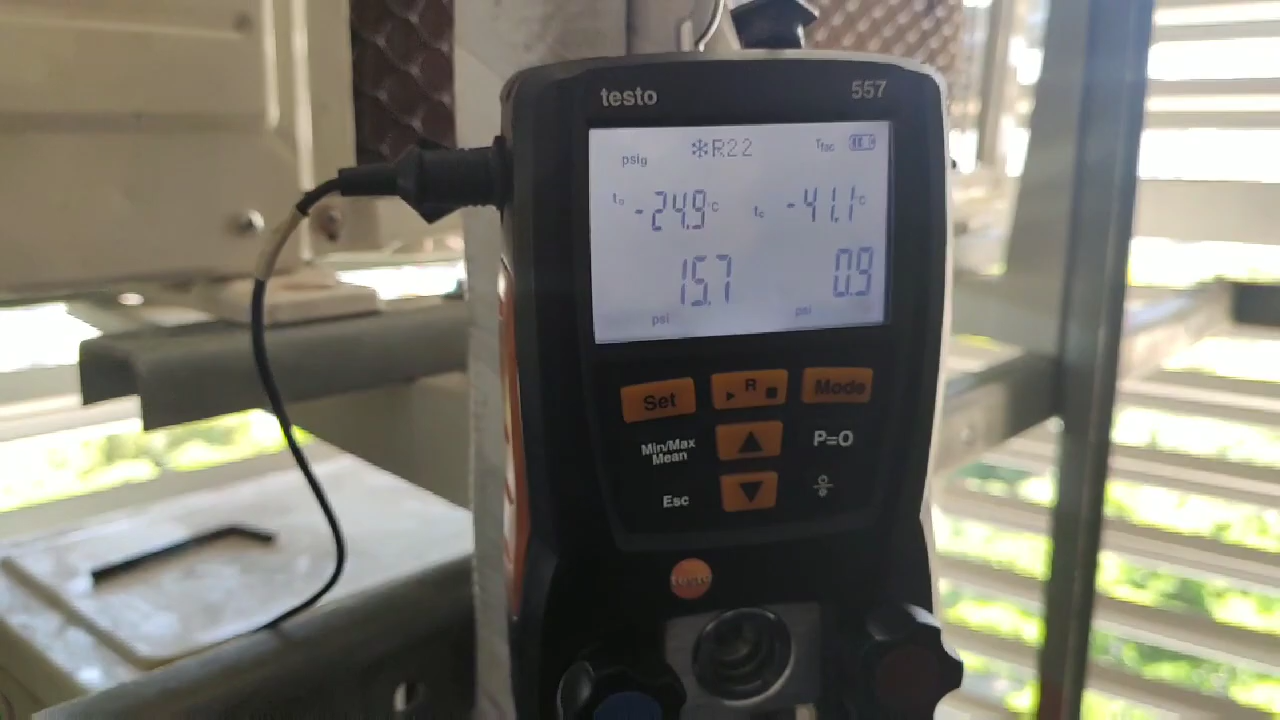 testo 557
psig ❄R22 Tfac
to -24.9°C tc -41.1°C
15.7 0.9
psi psi
Set ▶ R ■ Mode
Min/Max
Mean
▲ P=O
Esc ▼
testo